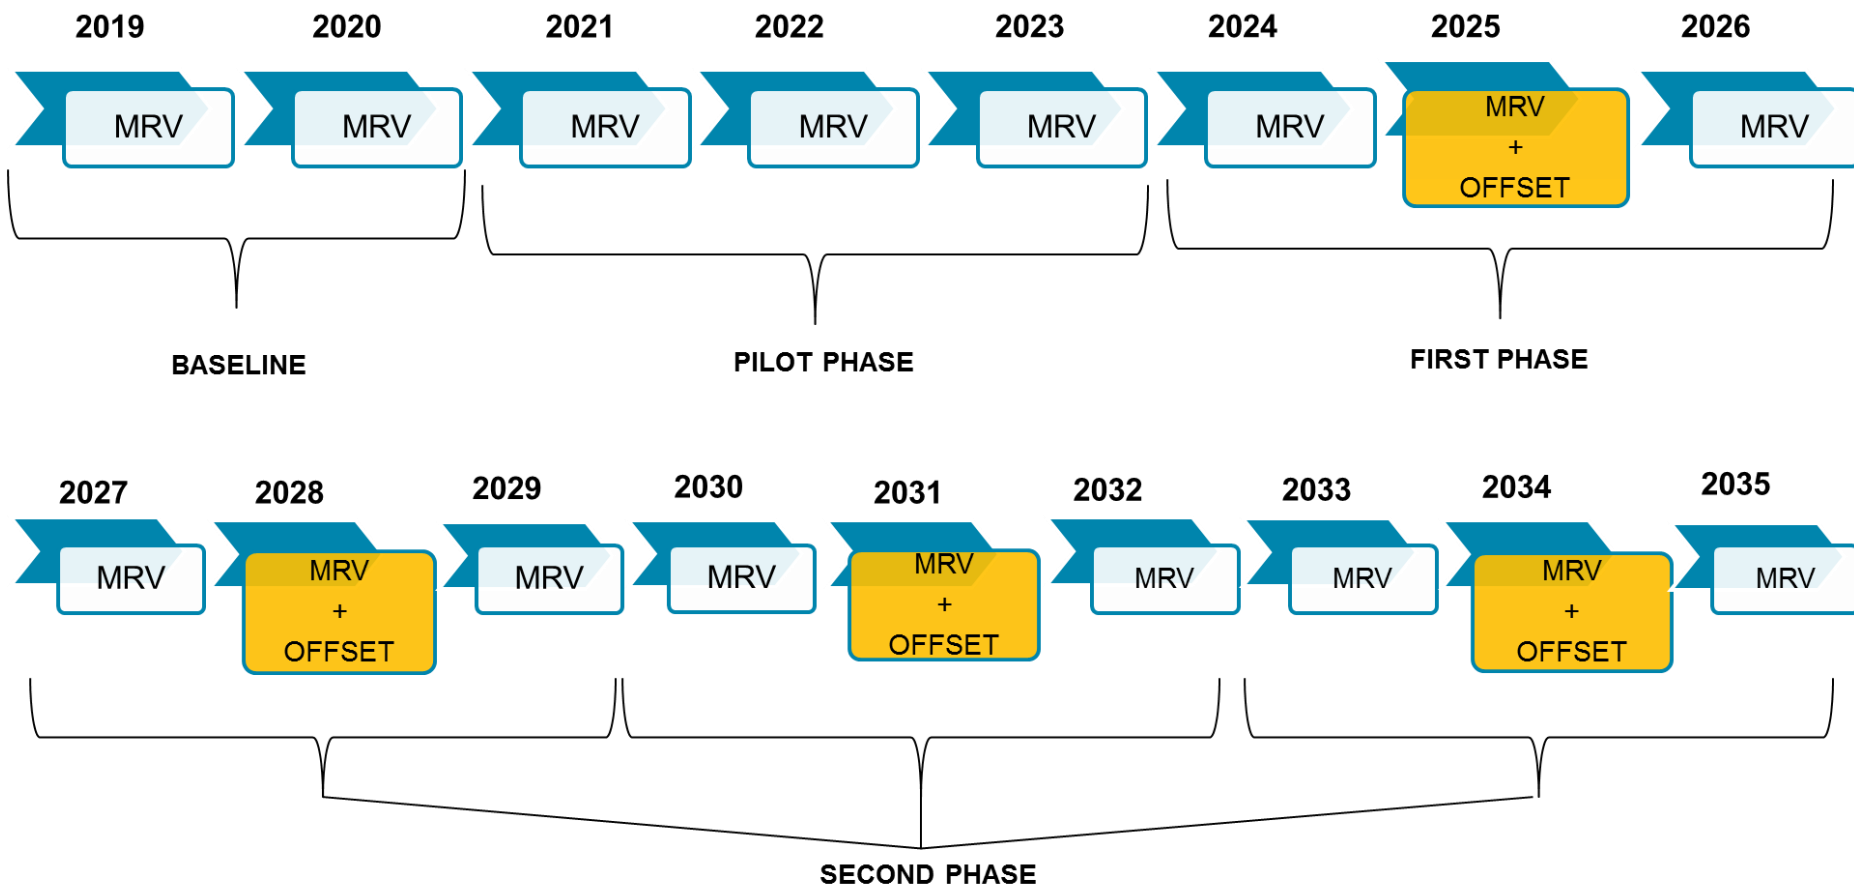 2019 2020 2021 2022 2023 2024 2025 2026
MRV MRV MRV MRV MRV MRV MRV MRV
+
OFFSET
BASELINE PILOT PHASE FIRST PHASE
2027 2028 2029 2030 2031 2032 2033 2034 2035
MRV MRV MRV MRV MRV MRV MRV MRV MRV
+ + +
OFFSET OFFSET OFFSET
SECOND PHASE